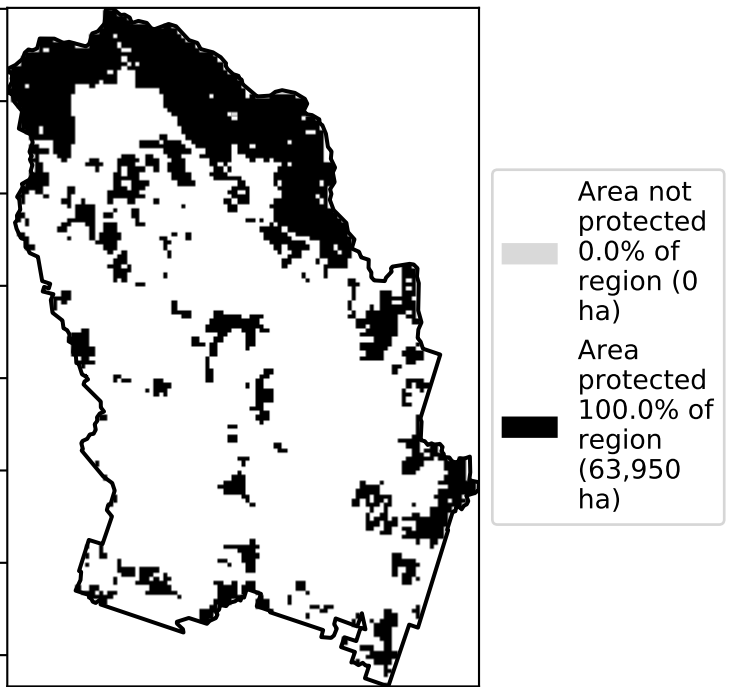 Area not
protected
0.0% of
region (0
ha)
Area
protected
100.0% of
region
(63,950
ha)